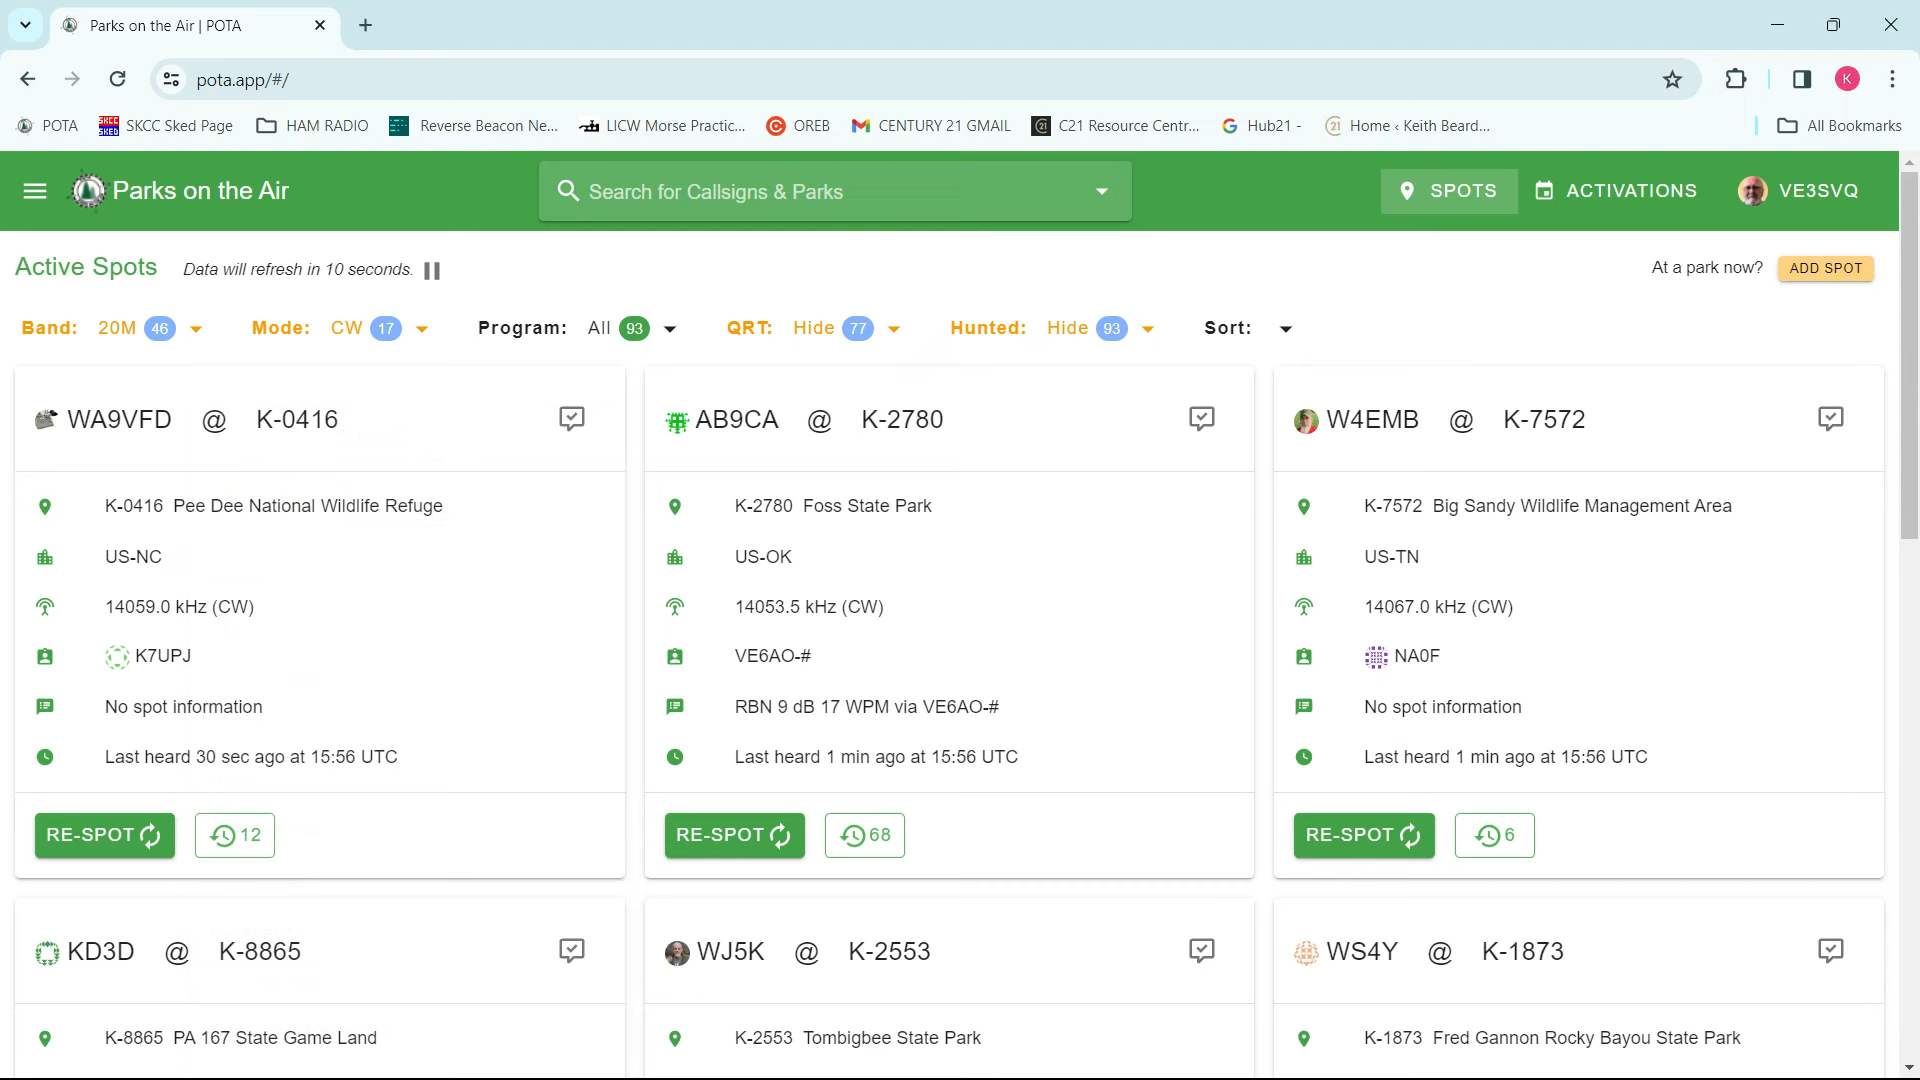 Parks on the Air | POTA
pota.app/#/
POTA SKCC Sked Page HAM RADIO Reverse Beacon Ne... LICW Morse Practic... OREB CENTURY 21 GMAIL C21 Resource Centr... Hub21 - Home ‹ Keith Beard... All Bookmarks
Parks on the Air Search for Callsigns & Parks SPOTS ACTIVATIONS VE3SVQ
Active Spots Data will refresh in 10 seconds. At a park now? ADD SPOT
Band: 20M 46 Mode: CW 17 Program: All 93 QRT: Hide 77 Hunted: Hide 93 Sort:
WA9VFD @ K-0416
K-0416 Pee Dee National Wildlife Refuge
US-NC
14059.0 kHz (CW)
K7UPJ
No spot information
Last heard 30 sec ago at 15:56 UTC
RE-SPOT 12
AB9CA @ K-2780
K-2780 Foss State Park
US-OK
14053.5 kHz (CW)
VE6AO-#
RBN 9 dB 17 WPM via VE6AO-#
Last heard 1 min ago at 15:56 UTC
RE-SPOT 68
W4EMB @ K-7572
K-7572 Big Sandy Wildlife Management Area
US-TN
14067.0 kHz (CW)
NA0F
No spot information
Last heard 1 min ago at 15:56 UTC
RE-SPOT 6
KD3D @ K-8865
K-8865 PA 167 State Game Land
WJ5K @ K-2553
K-2553 Tombigbee State Park
WS4Y @ K-1873
K-1873 Fred Gannon Rocky Bayou State Park